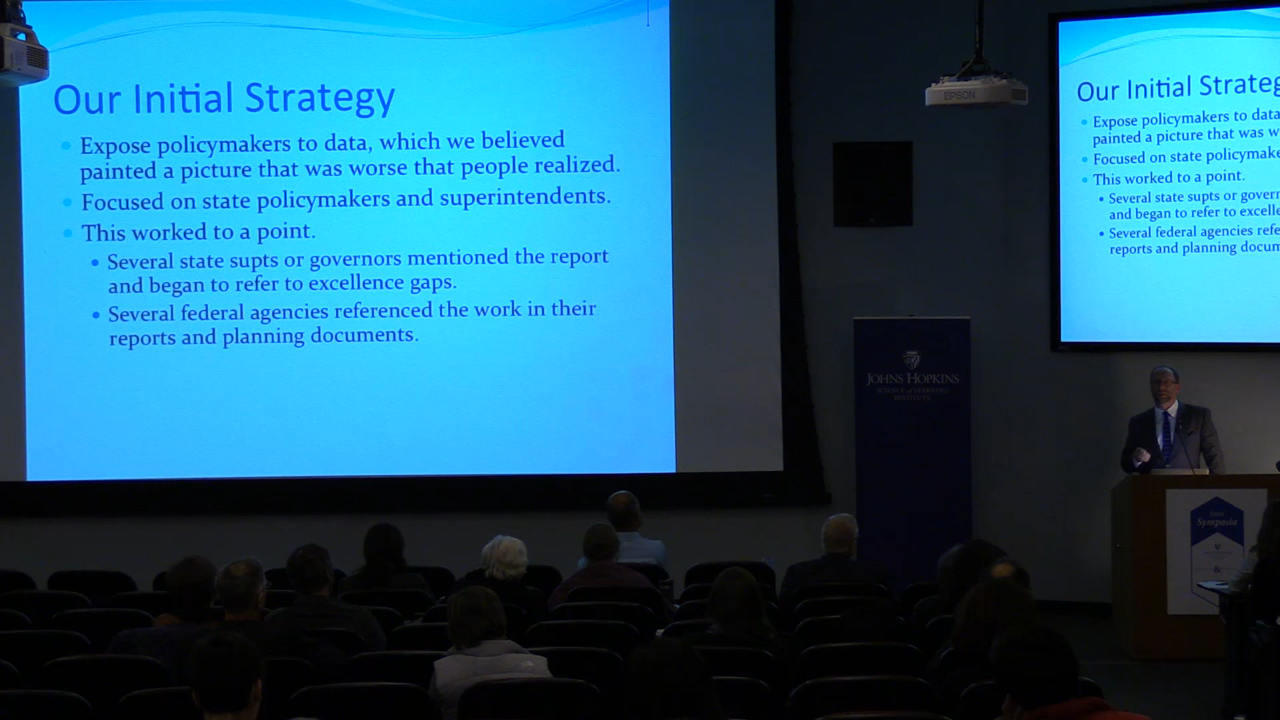 Our Initial Strategy
Expose policymakers to data, which we believed
painted a picture that was worse that people realized.
Focused on state policymakers and superintendents.
This worked to a point.
Several state supts or governors mentioned the report
and began to refer to excellence gaps.
Several federal agencies referenced the work in their
reports and planning documents.
EPSON
Our Initial Strateg
Expose policymakers to data
painted a picture that was w
Focused on state policymake
This worked to a point.
Several state supts or govern
and began to refer to excelle
Several federal agencies refe
reports and planning docum
JOHNS HOPKINS
SCIENCE of LEARNING
INSTITUTE
Symposia